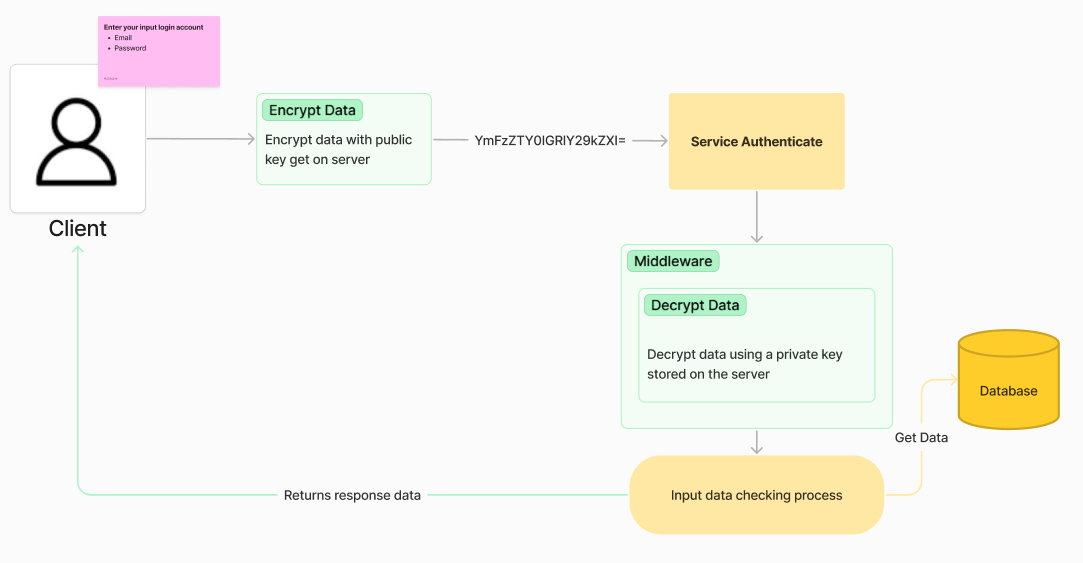 Enter your input login account
• Email
• Password
Client
Encrypt Data
Encrypt data with public
key get on server
YmFzZTY0IGRlY29kZXI=
Service Authenticate
Middleware
Decrypt Data
Decrypt data using a private key
stored on the server
Database
Get Data
Input data checking process
Returns response data